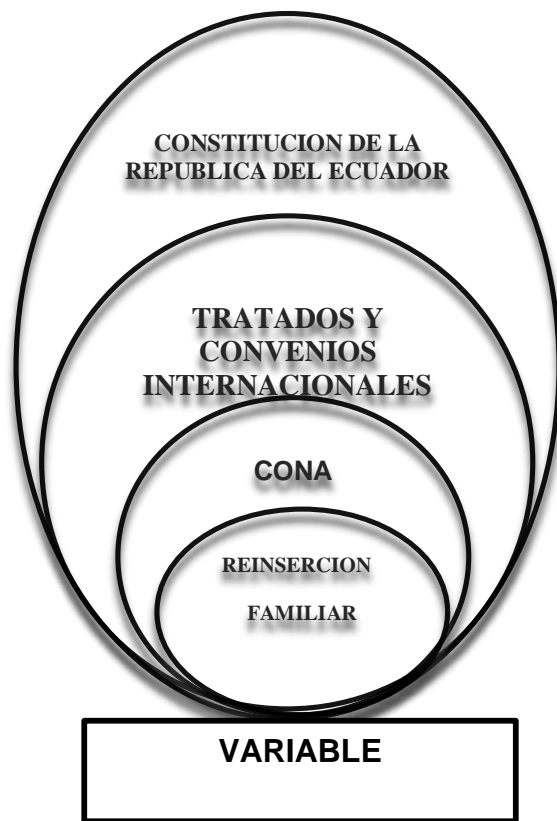 CONSTITUCION DE LA
REPUBLICA DEL ECUADOR
TRATADOS Y
CONVENIOS
INTERNACIONALES
CONA
REINSERCION
FAMILIAR
VARIABLE